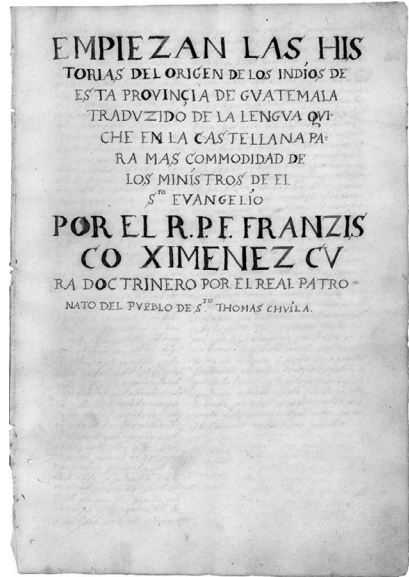 EMPIEZAN LAS HIS
TORIAS DEL ORIGEN DE LOS INDIOS DE
ESTA PROVINÇIA DE GVATEMALA
TRADVZIDO DE LA LENGVA QVI-
CHE EN LA CASTELLANA PA-
RA MAS COMMODIDAD DE
LOS MINISTROS DE EL
S.TO EVANGELIO
POR EL R.P.F. FRANZIS
CO XIMENEZ CV
RA DOCTRINERO POR EL REAL PATRO=
NATO DEL PVEBLO DE S.TO THOMAS CHVILA.